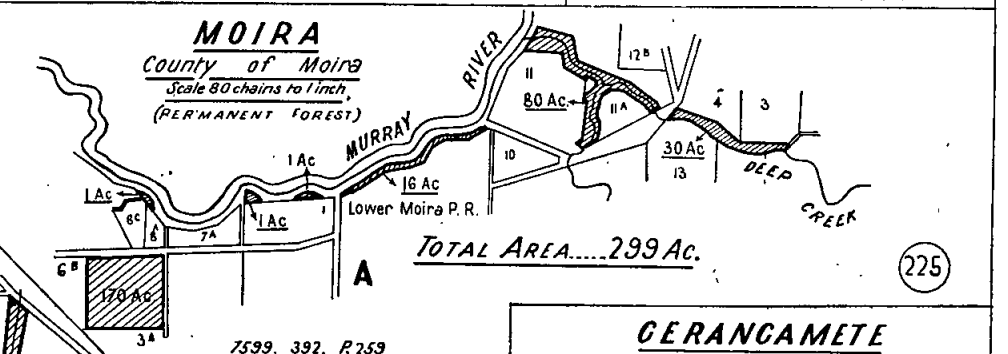 MOIRA
County of Moira
Scale 80 chains to 1 inch.
(PERMANENT FOREST)
MURRAY RIVER
11
12B
80 Ac
11A
4
3
1 Ac
10
30 Ac
13
DEEP CREEK
16 Ac
1 Ac
Lower Moira P. R.
1
1 Ac
8C
8
7A
TOTAL AREA.....299 Ac.
6B
A
225
170 Ac
3A
7599. 392. P.259
GERANGAMETE